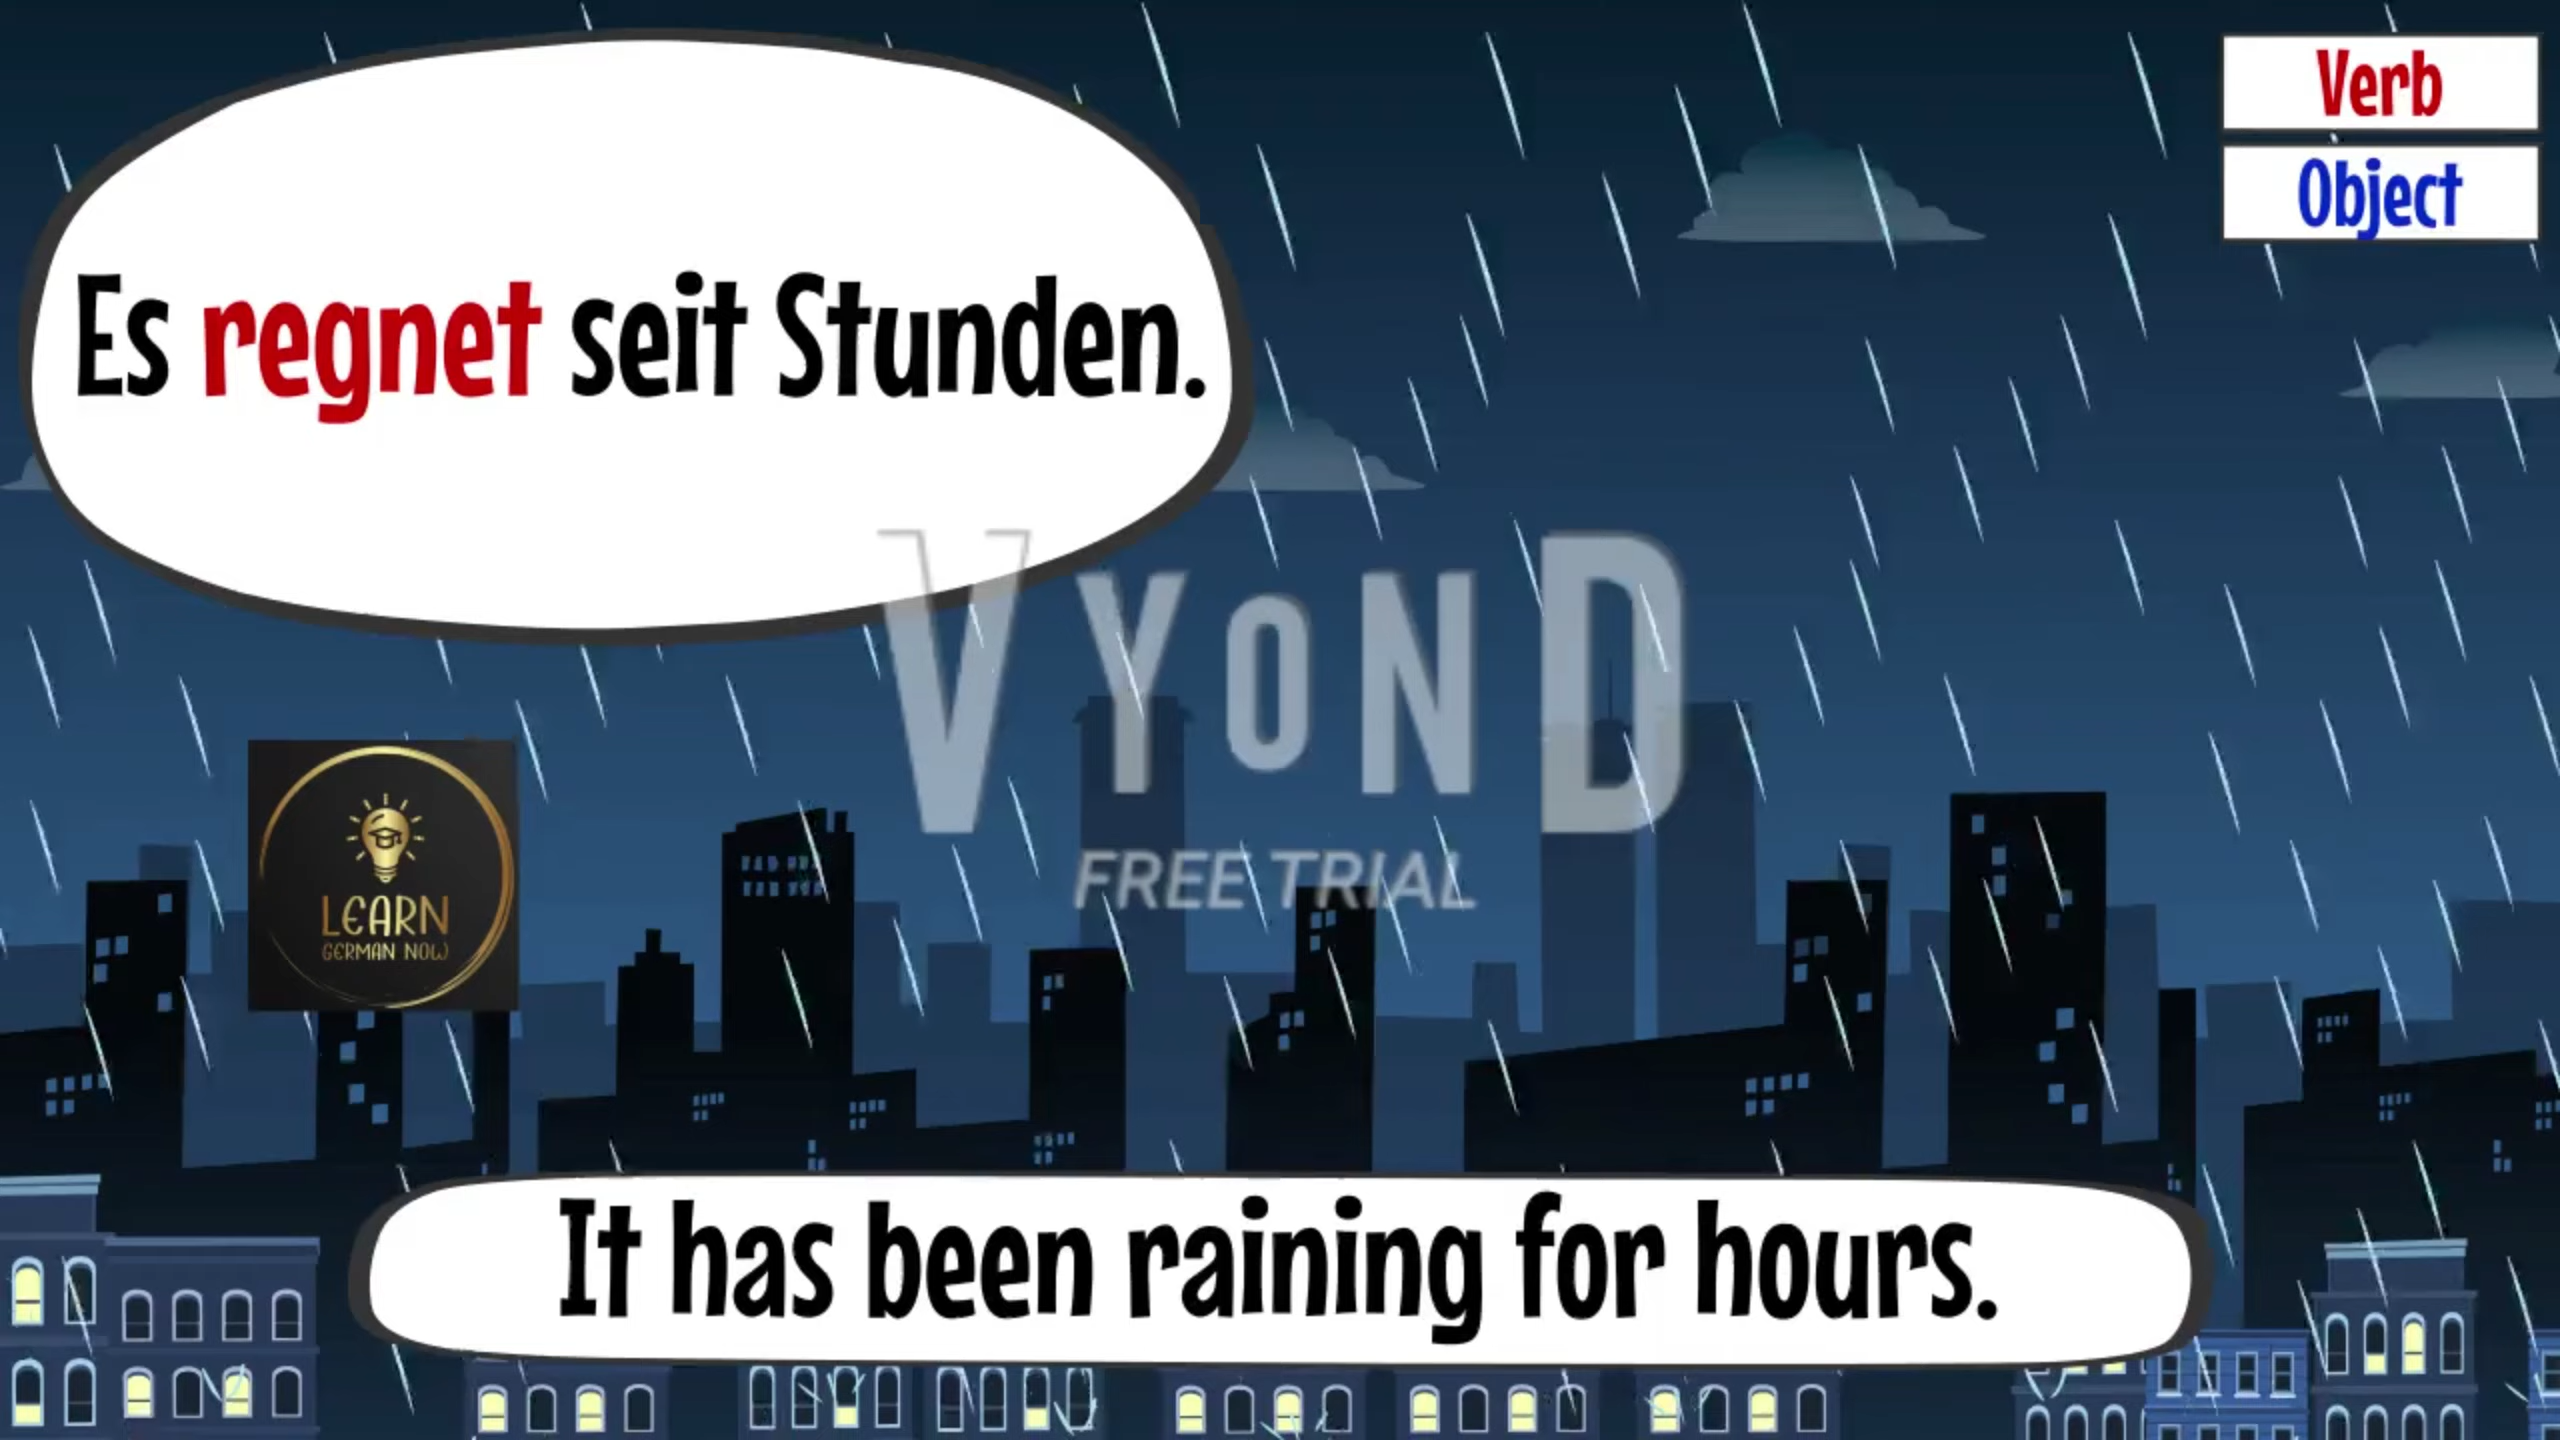 Verb
Object
Es regnet seit Stunden.
VYOND
FREE TRIAL
LEARN
GERMAN NOW
It has been raining for hours.